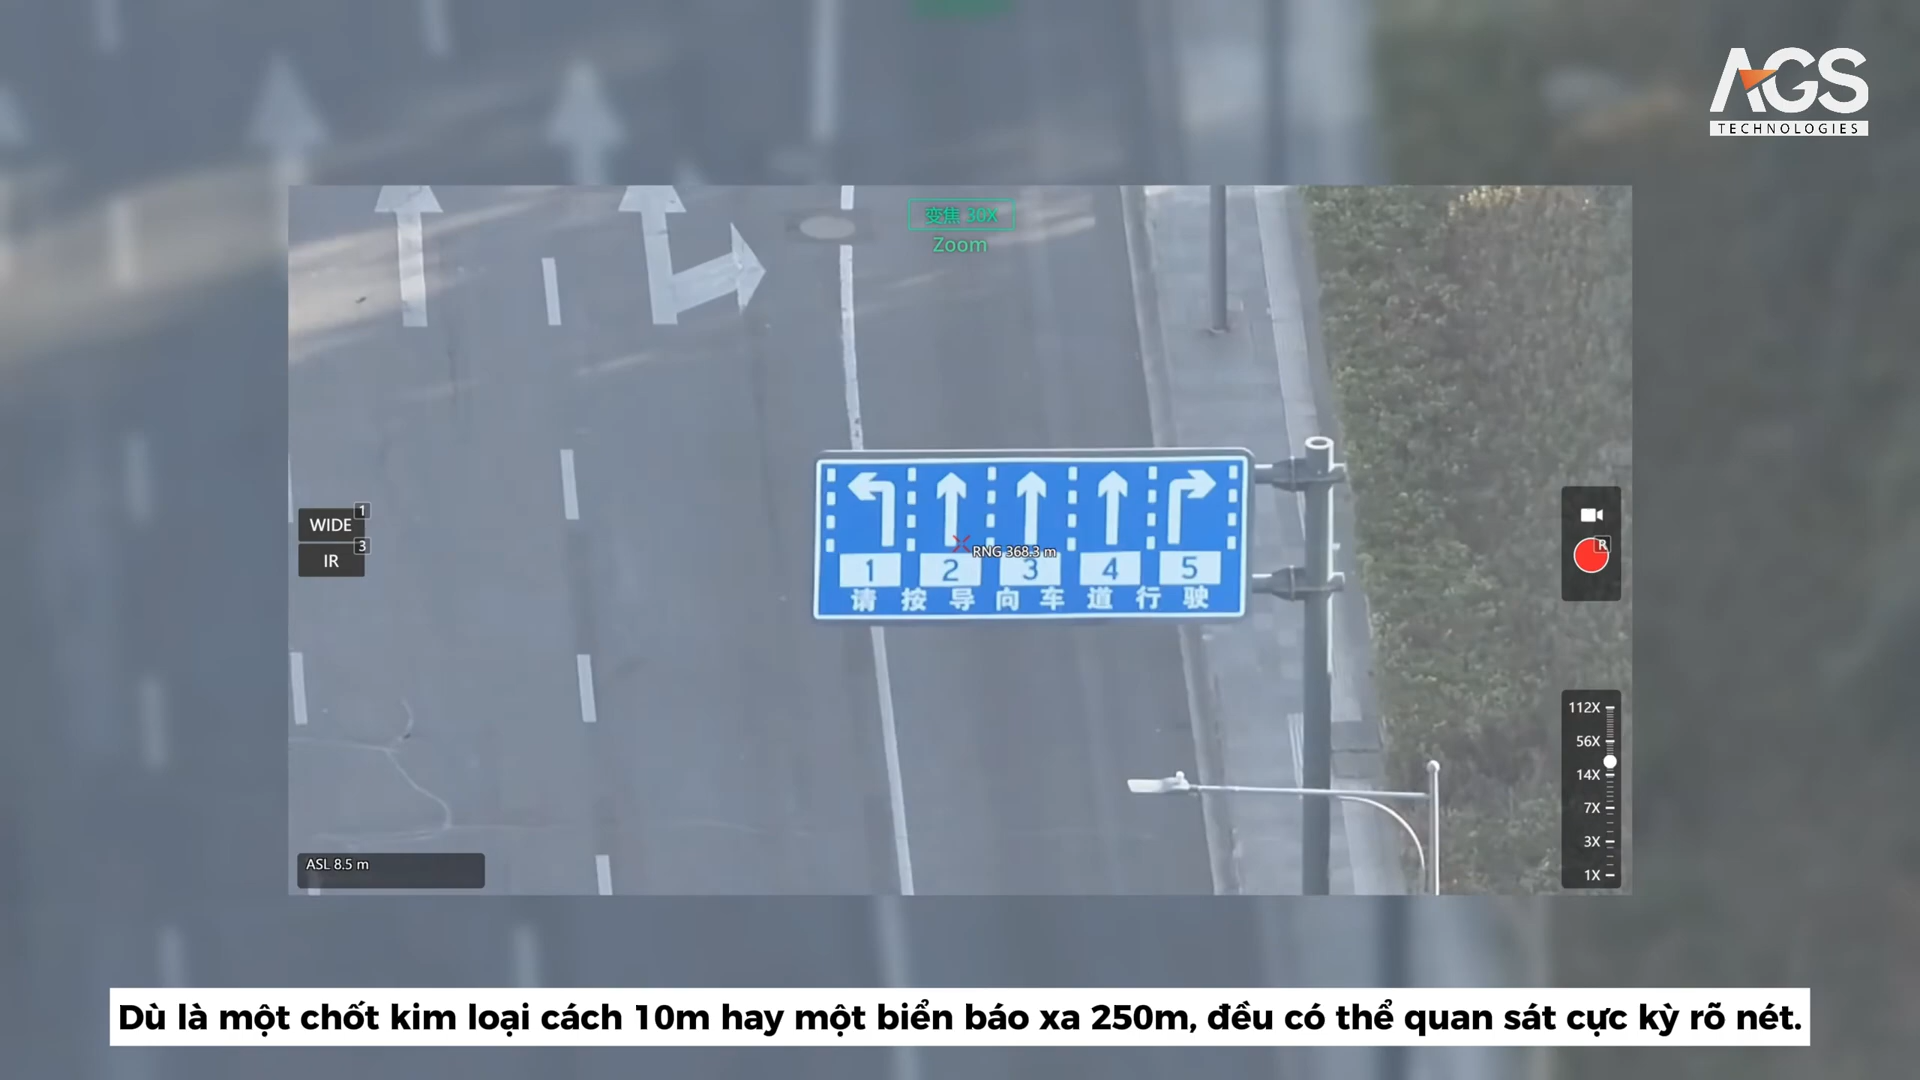 AGS
TECHNOLOGIES
变焦 30X
Zoom
WIDE 1
IR 3
RNG 368.3 m
1 2 3 4 5
请按导向车道行驶
R
112X
56X
14X
7X
3X
1X
ASL 8.5 m
Dù là một chốt kim loại cách 10m hay một biển báo xa 250m, đều có thể quan sát cực kỳ rõ nét.